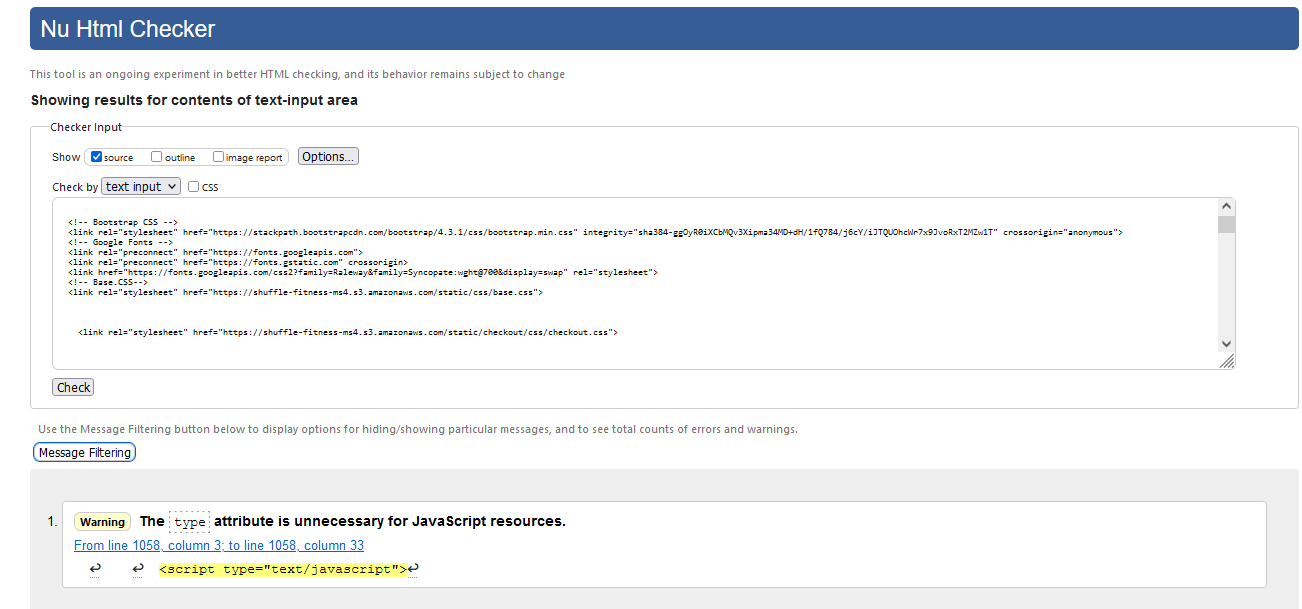 Nu Html Checker
This tool is an ongoing experiment in better HTML checking, and its behavior remains subject to change
Showing results for contents of text-input area
Checker Input
Show source outline image report Options...
Check by text input CSS
<!-- Bootstrap CSS -->
<link rel="stylesheet" href="https://stackpath.bootstrapcdn.com/bootstrap/4.3.1/css/bootstrap.min.css" integrity="sha384-ggOyR0iXCbMQv3Xipma34MD+dH/1fQ784/j6cY/iJTQUOhcWr7x9JvoRxT2MZw1T" crossorigin="anonymous">
<!-- Google Fonts -->
<link rel="preconnect" href="https://fonts.googleapis.com">
<link rel="preconnect" href="https://fonts.gstatic.com" crossorigin>
<link href="https://fonts.googleapis.com/css2?family=Raleway&family=Syncopate:wght@700&display=swap" rel="stylesheet">
<!-- Base.CSS-->
<link rel="stylesheet" href="https://shuffle-fitness-ms4.s3.amazonaws.com/static/css/base.css">
<link rel="stylesheet" href="https://shuffle-fitness-ms4.s3.amazonaws.com/static/checkout/css/checkout.css">
Check
Use the Message Filtering button below to display options for hiding/showing particular messages, and to see total counts of errors and warnings.
Message Filtering
1. Warning The type attribute is unnecessary for JavaScript resources.
From line 1058, column 3; to line 1058, column 33
↩ ↩ <script type="text/javascript">↩